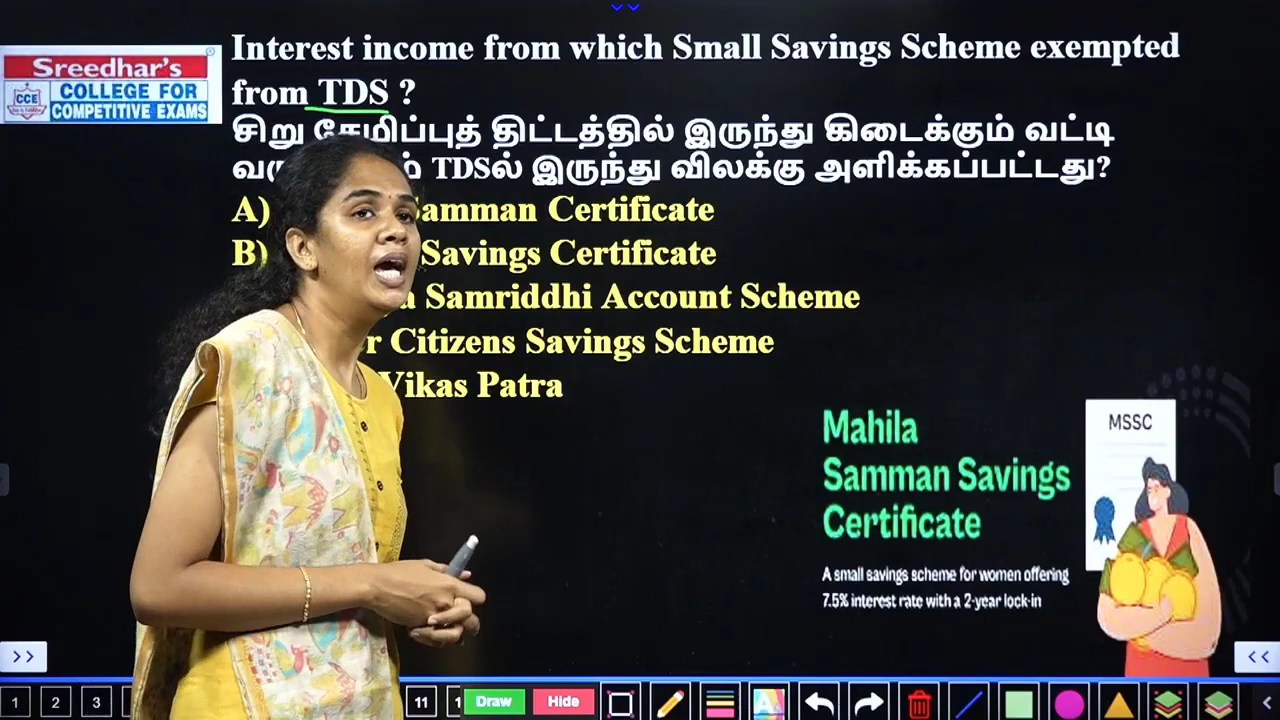 Sreedhar's
CCE
COLLEGE FOR
COMPETITIVE EXAMS
Interest income from which Small Savings Scheme exempted
from TDS ?
சிறு சேமிப்புத் திட்டத்தில் இருந்து கிடைக்கும் வட்டி
TDSல் இருந்து விலக்கு அளிக்கப்பட்டது?
A) Samman Certificate
B) Savings Certificate
Samriddhi Account Scheme
Citizens Savings Scheme
Vikas Patra
Mahila
Samman Savings
Certificate
A small savings scheme for women offering
7.5% interest rate with a 2-year lock-in
MSSC
>>
<<
1 2 3 11 Draw Hide